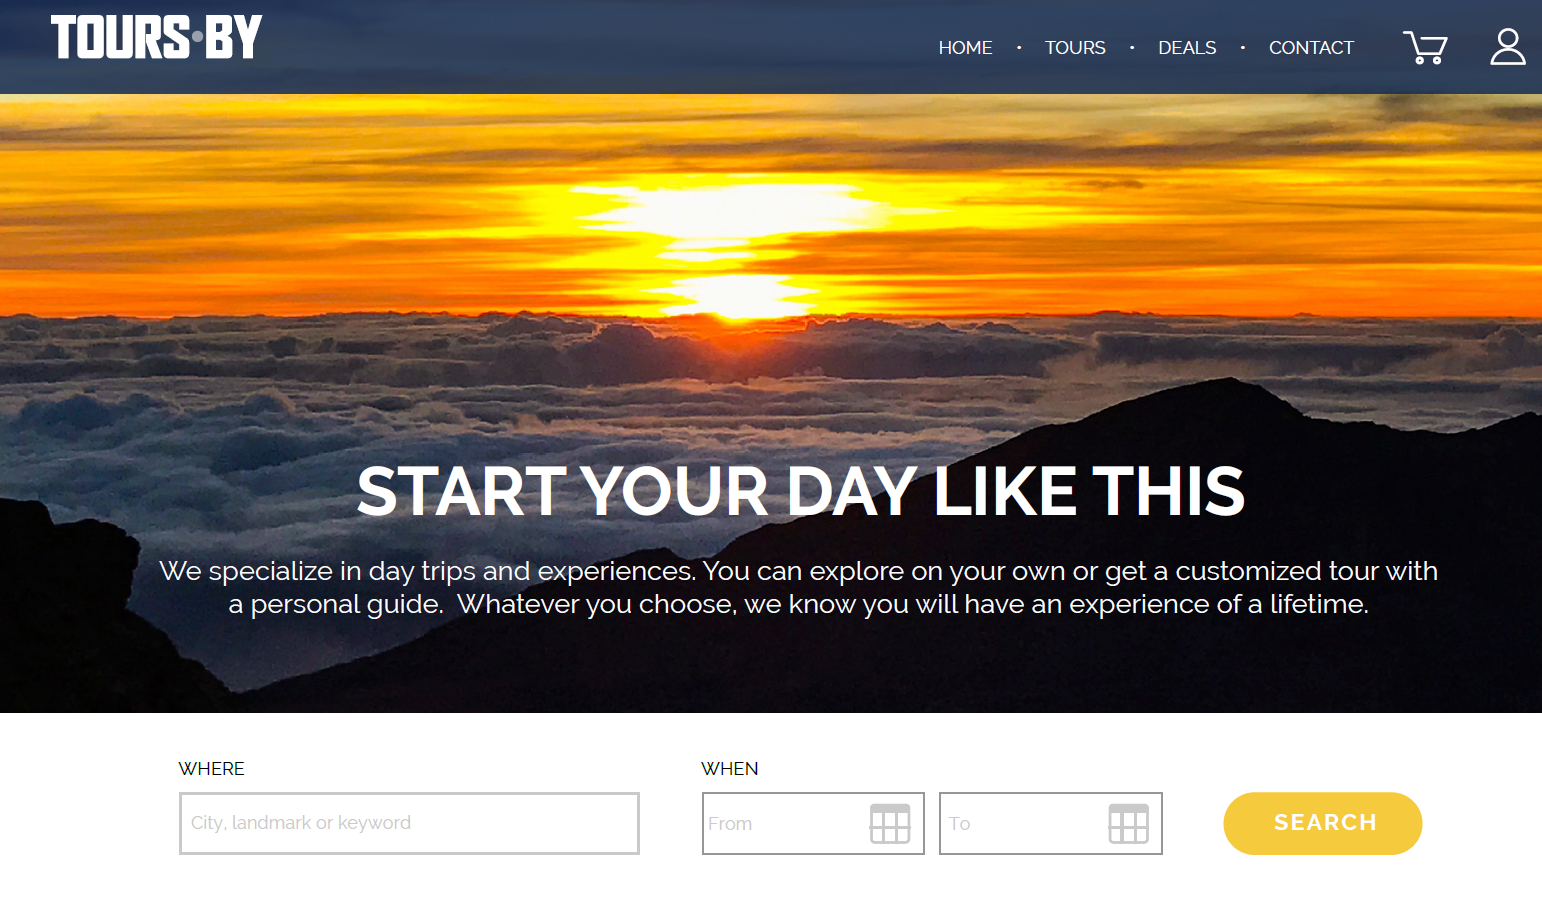 TOURS·BY
HOME • TOURS • DEALS • CONTACT
START YOUR DAY LIKE THIS
We specialize in day trips and experiences. You can explore on your own or get a customized tour with
a personal guide.  Whatever you choose, we know you will have an experience of a lifetime.
WHERE
City, landmark or keyword
WHEN
From
To
SEARCH